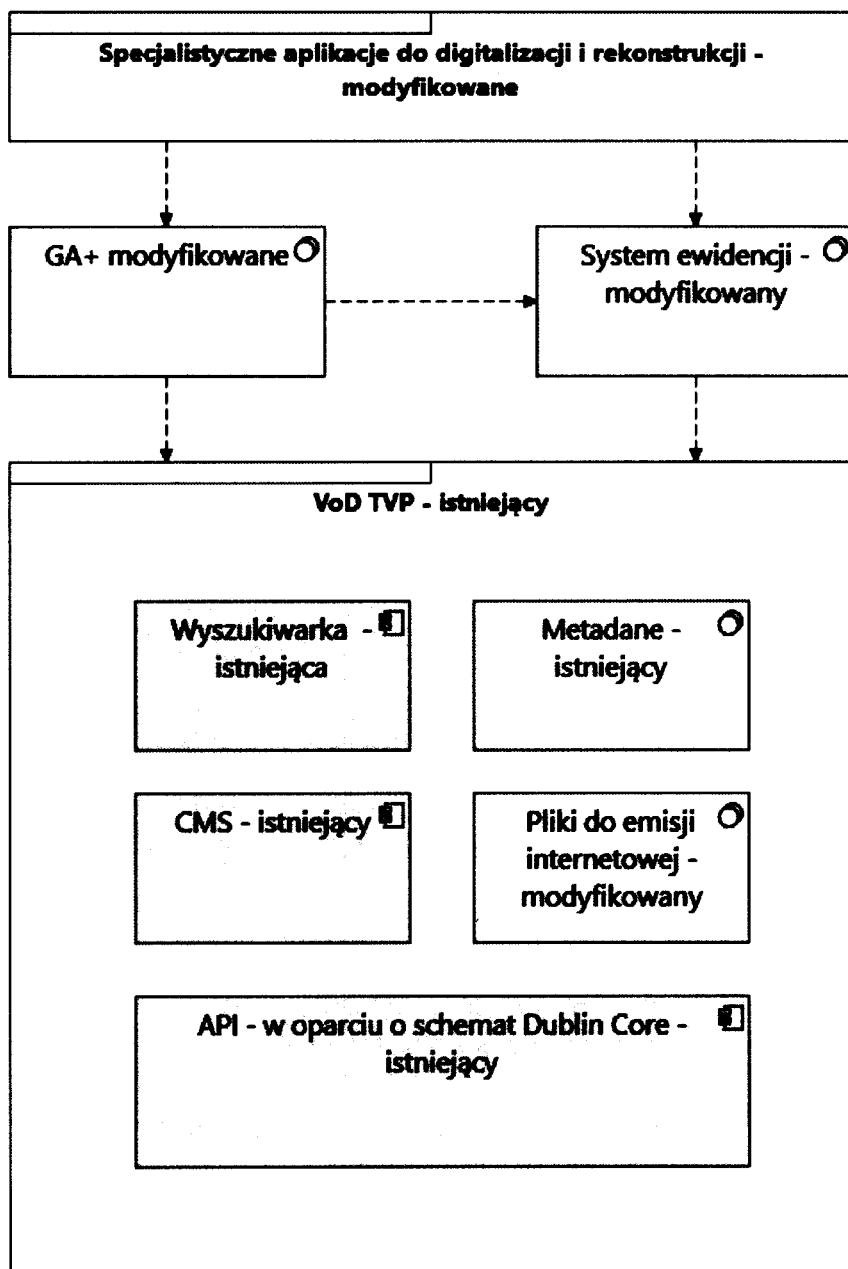 Specjalistyczne aplikacje do digitalizacji i rekonstrukcji -
modyfikowane
GA+ modyfikowane
System ewidencji -
modyfikowany
VoD TVP - istniejący
Wyszukiwarka -
istniejąca
Metadane -
istniejący
CMS - istniejący
Pliki do emisji
internetowej -
modyfikowany
API - w oparciu o schemat Dublin Core -
istniejący